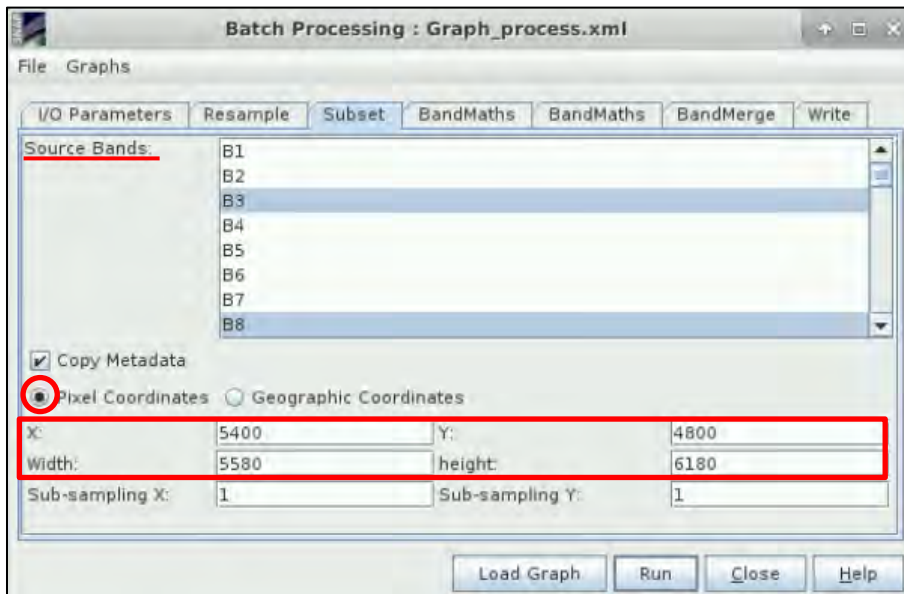 Batch Processing : Graph_process.xml
File Graphs
I/O Parameters Resample Subset BandMaths BandMaths BandMerge Write
Source Bands:
B1
B2
B3
B4
B5
B6
B7
B8
Copy Metadata
Pixel Coordinates Geographic Coordinates
X: 5400 Y: 4800
Width: 5580 height: 6180
Sub-sampling X: 1 Sub-sampling Y: 1
Load Graph Run Close Help